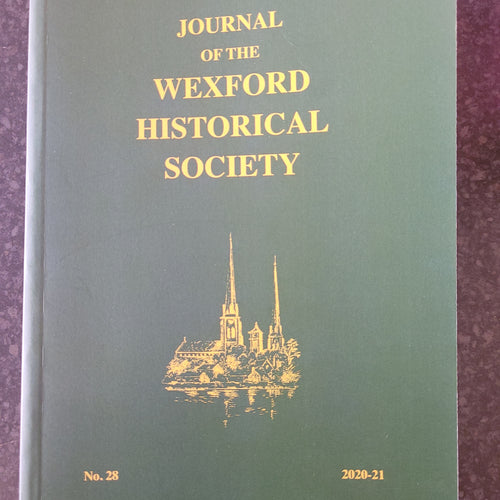 JOURNAL
OF THE
WEXFORD
HISTORICAL
SOCIETY
No. 28
2020-21